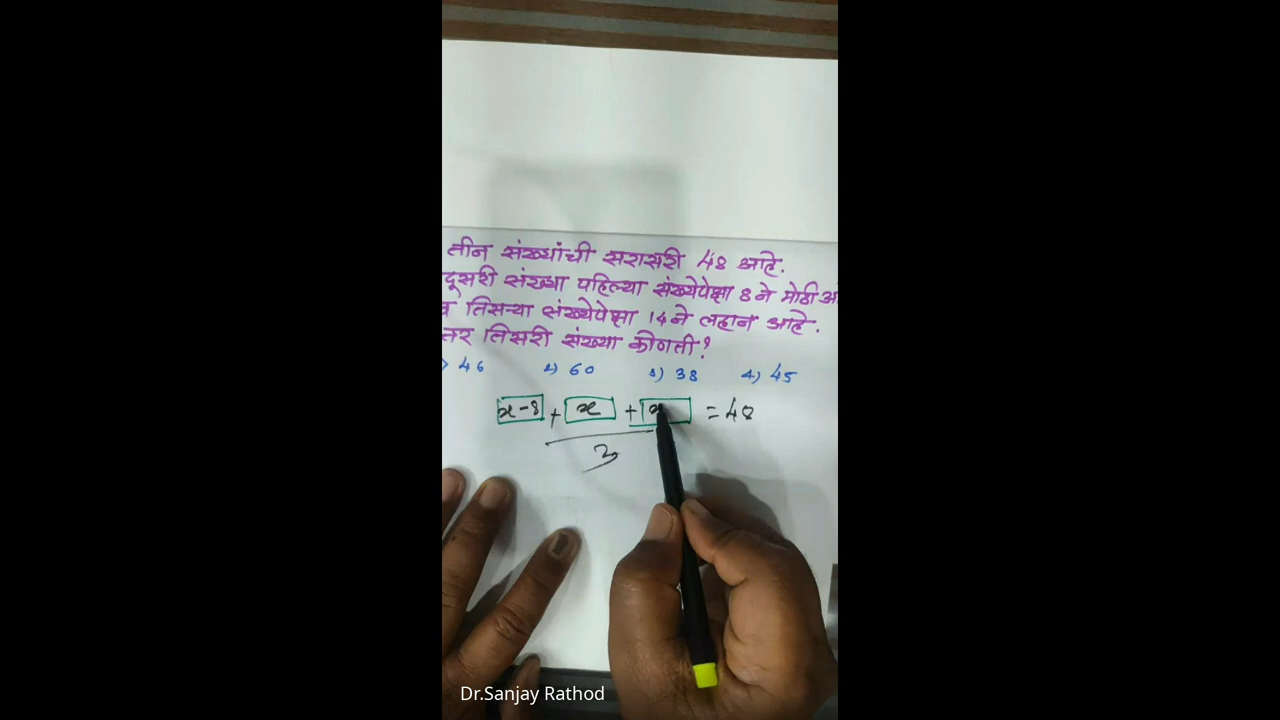 तीन संख्यांची सरासरी 48 आहे.
दूसरी संख्या पहिल्या संख्येपेक्षा 8 ने मोठी
व तिसऱ्या संख्येपेक्षा 14 ने लहान आहे.
तर तिसरी संख्या कोणती?
) 46 2) 60 3) 38 4) 45
x-8 + x + x = 48
3
Dr.Sanjay Rathod